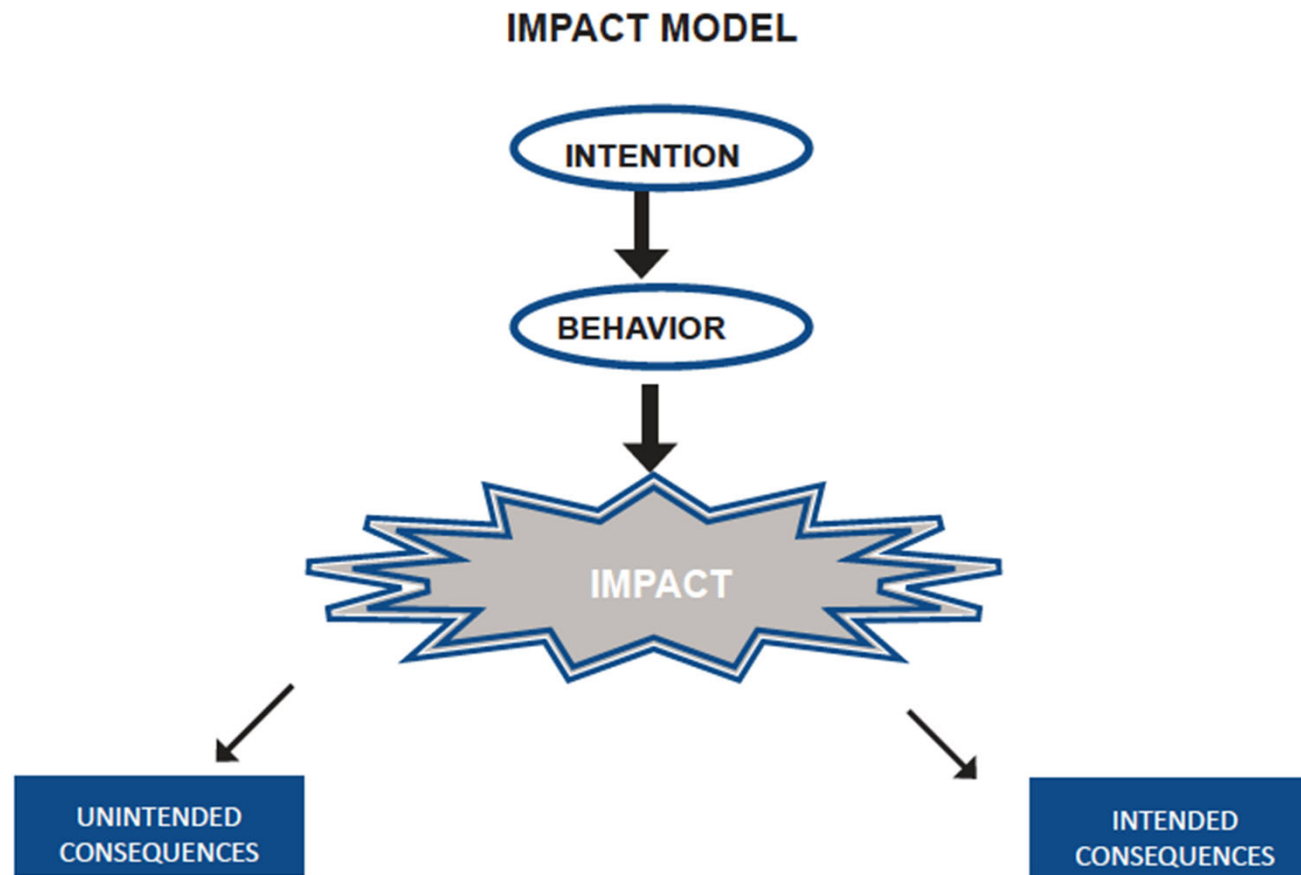 IMPACT MODEL
INTENTION
BEHAVIOR
IMPACT
UNINTENDED
CONSEQUENCES
INTENDED
CONSEQUENCES